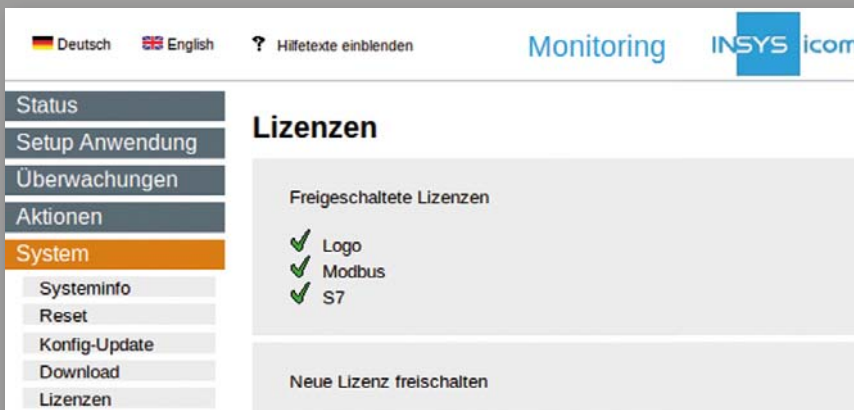 Deutsch English ? Hilfetexte einblenden Monitoring INSYS icom
Status
Setup Anwendung
Überwachungen
Aktionen
System
Systeminfo
Reset
Konfig-Update
Download
Lizenzen
Lizenzen
Freigeschaltete Lizenzen
Logo
Modbus
S7
Neue Lizenz freischalten